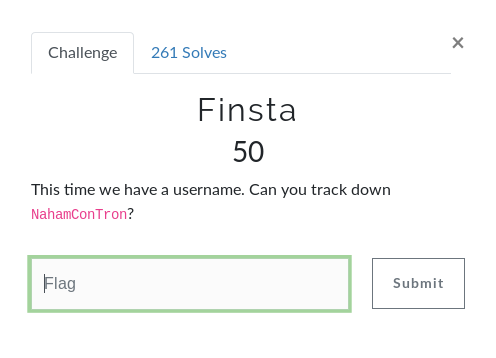 Challenge
261 Solves
×
Finsta
50
This time we have a username. Can you track down
NahamConTron?
Flag
Submit